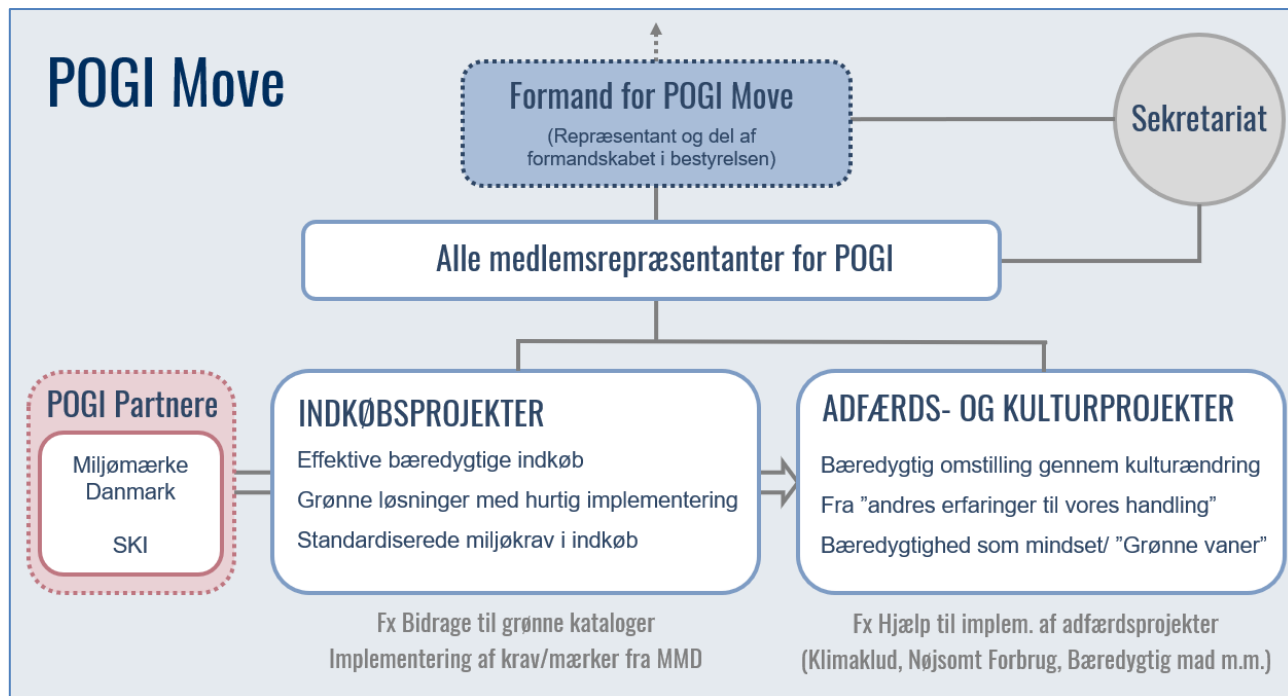 POGI Move
Formand for POGI Move
(Repræsentant og del af
formandskabet i bestyrelsen)
Sekretariat
Alle medlemsrepræsentanter for POGI
POGI Partnere
Miljømærke
Danmark
SKI
INDKØBSPROJEKTER
Effektive bæredygtige indkøb
Grønne løsninger med hurtig implementering
Standardiserede miljøkrav i indkøb
Fx Bidrage til grønne kataloger
Implementering af krav/mærker fra MMD
ADFÆRDS- OG KULTURPROJEKTER
Bæredygtig omstilling gennem kulturændring
Fra ”andres erfaringer til vores handling”
Bæredygtighed som mindset/ ”Grønne vaner”
Fx Hjælp til implem. af adfærdsprojekter
(Klimaklud, Nøjsomt Forbrug, Bæredygtig mad m.m.)